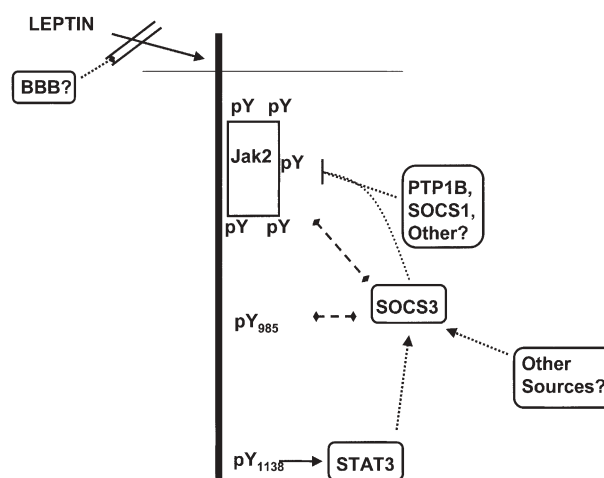 LEPTIN
BBB?
pY pY
Jak2
pY
pY pY
PTP1B,
SOCS1,
Other?
SOCS3
pY985
Other
Sources?
pY1138
STAT3